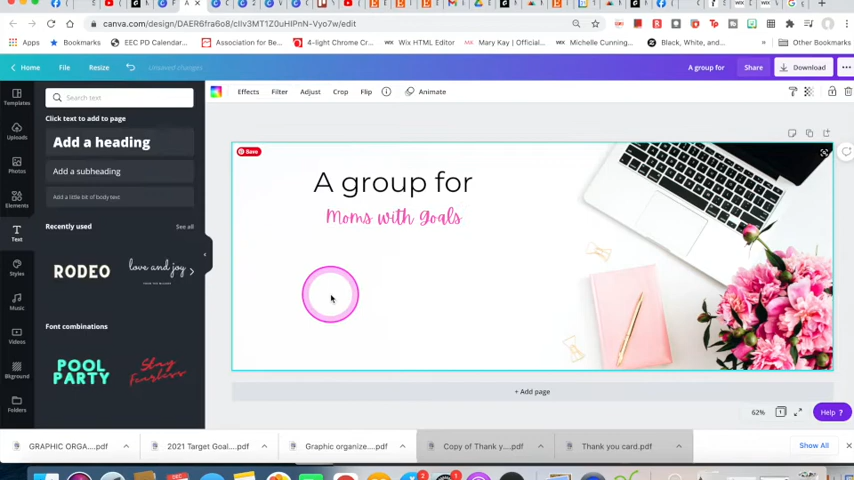 canva.com/design/DAER6fra6o8/cIIv3MT1Z0uHIPnN-Vyo7w/edit
Apps
Bookmarks
EEC PD Calendar
Association for Be...
4-light Chrome Cr...
Wix HTML Editor
Mary Kay | Official...
Michelle Cunning...
Black, White, and...
Other Bookmarks
Home
File
Resize
Unsaved changes
A group for
Share
Download
Templates
Uploads
Photos
Elements
Text
Styles
Music
Videos
Bkground
Folders
Search text
Click text to add to page
Add a heading
Add a subheading
Add a little bit of body text
Recently used
See all
RODEO
love and joy
Font combinations
POOL
PARTY
Stay
Fearless
Effects
Filter
Adjust
Crop
Flip
Animate
Save
A group for
Moms with Goals
+ Add page
62%
1
Help ?
GRAPHIC ORGA....pdf
2021 Target Goal....pdf
Graphic organize....pdf
Copy of Thank y....pdf
Thank you card.pdf
Show All